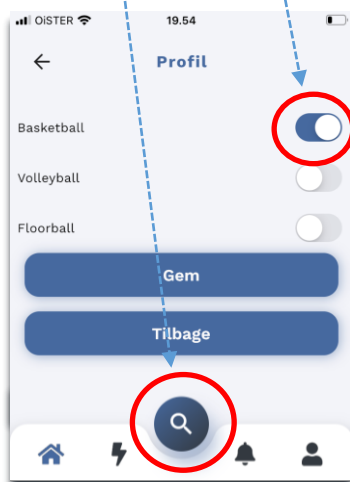 OiSTER 19.54
Profil
Basketball
Volleyball
Floorball
Gem
Tilbage